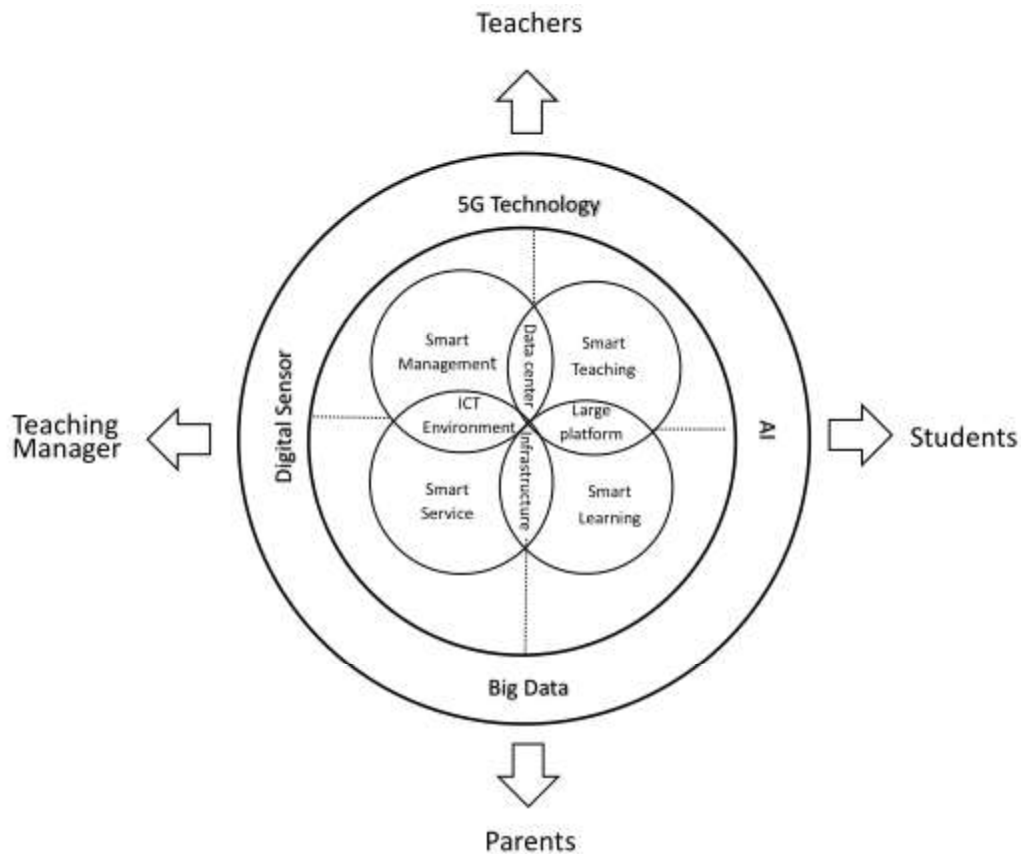 Teachers
5G Technology
Smart
Management
Data center
Smart
Teaching
Digital Sensor
ICT
Environment
Large
platform
AI
Teaching
Manager
Students
Smart
Service
Infrastructure
Smart
Learning
Big Data
Parents